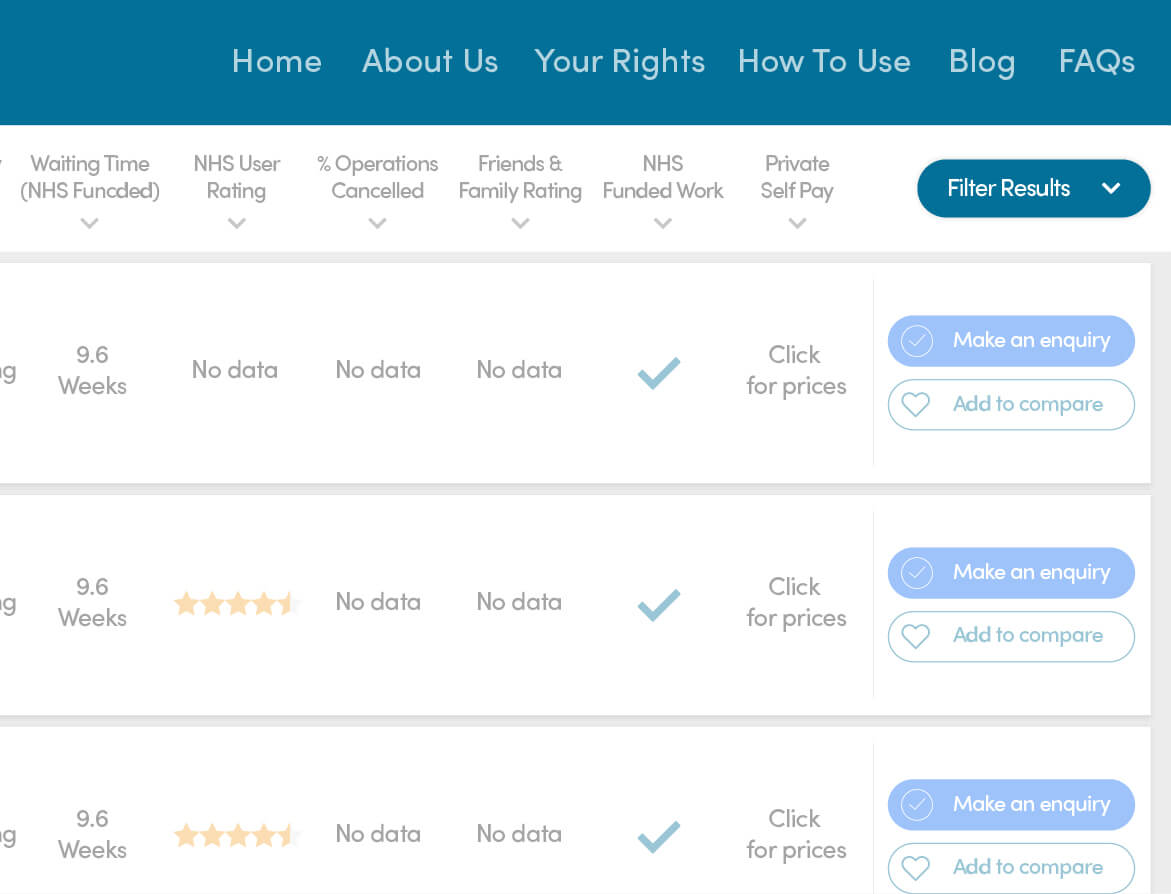 Home About Us Your Rights How To Use Blog FAQs
Waiting Time NHS User % Operations Friends & NHS Private
(NHS Funcded) Rating Cancelled Family Rating Funded Work Self Pay
Filter Results
9.6
Weeks
No data
No data
No data
Click
for prices
Make an enquiry
Add to compare
9.6
Weeks
No data
No data
Click
for prices
Make an enquiry
Add to compare
9.6
Weeks
No data
No data
Click
for prices
Make an enquiry
Add to compare